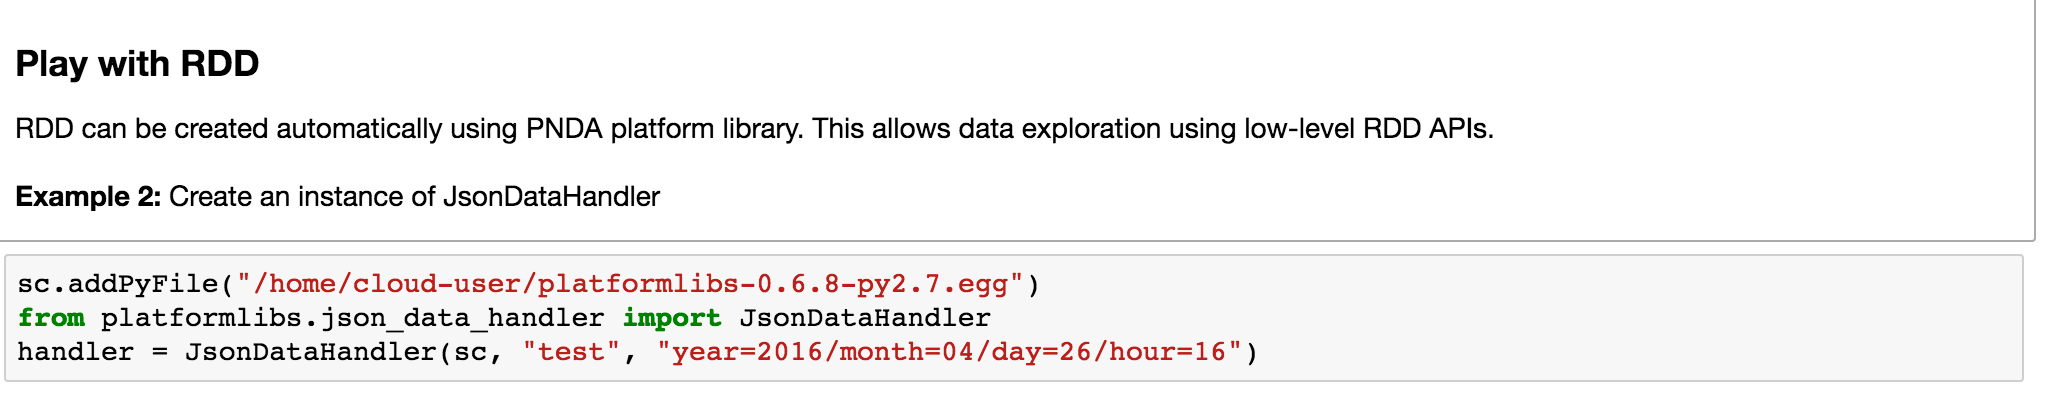 Play with RDD
RDD can be created automatically using PNDA platform library. This allows data exploration using low-level RDD APIs.
Example 2: Create an instance of JsonDataHandler
sc.addPyFile("/home/cloud-user/platformlibs-0.6.8-py2.7.egg")
from platformlibs.json_data_handler import JsonDataHandler
handler = JsonDataHandler(sc, "test", "year=2016/month=04/day=26/hour=16")